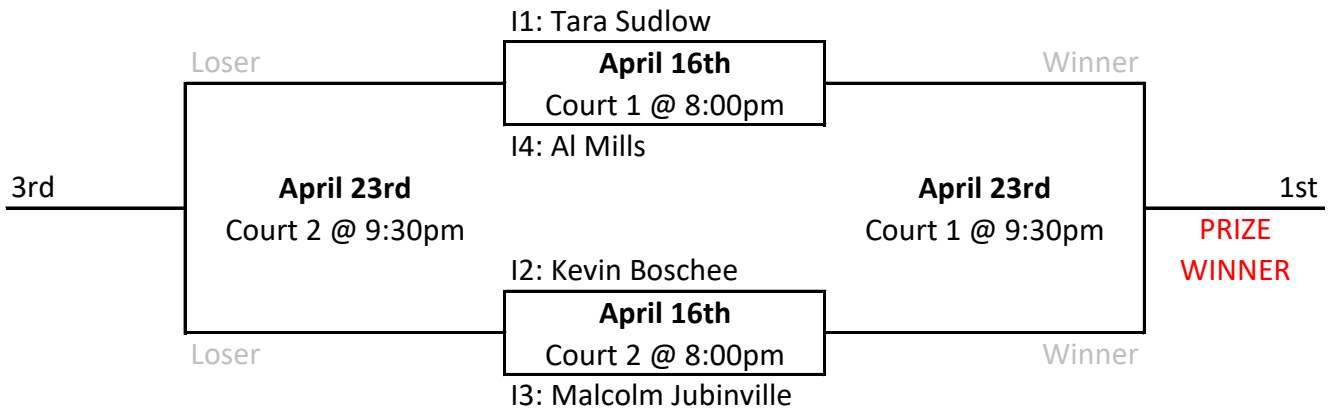 I1: Tara Sudlow
Loser
April 16th
Winner
Court 1 @ 8:00pm
I4: Al Mills
3rd
April 23rd
April 23rd
1st
Court 2 @ 9:30pm
Court 1 @ 9:30pm
PRIZE
WINNER
I2: Kevin Boschee
April 16th
Loser
Court 2 @ 8:00pm
Winner
I3: Malcolm Jubinville